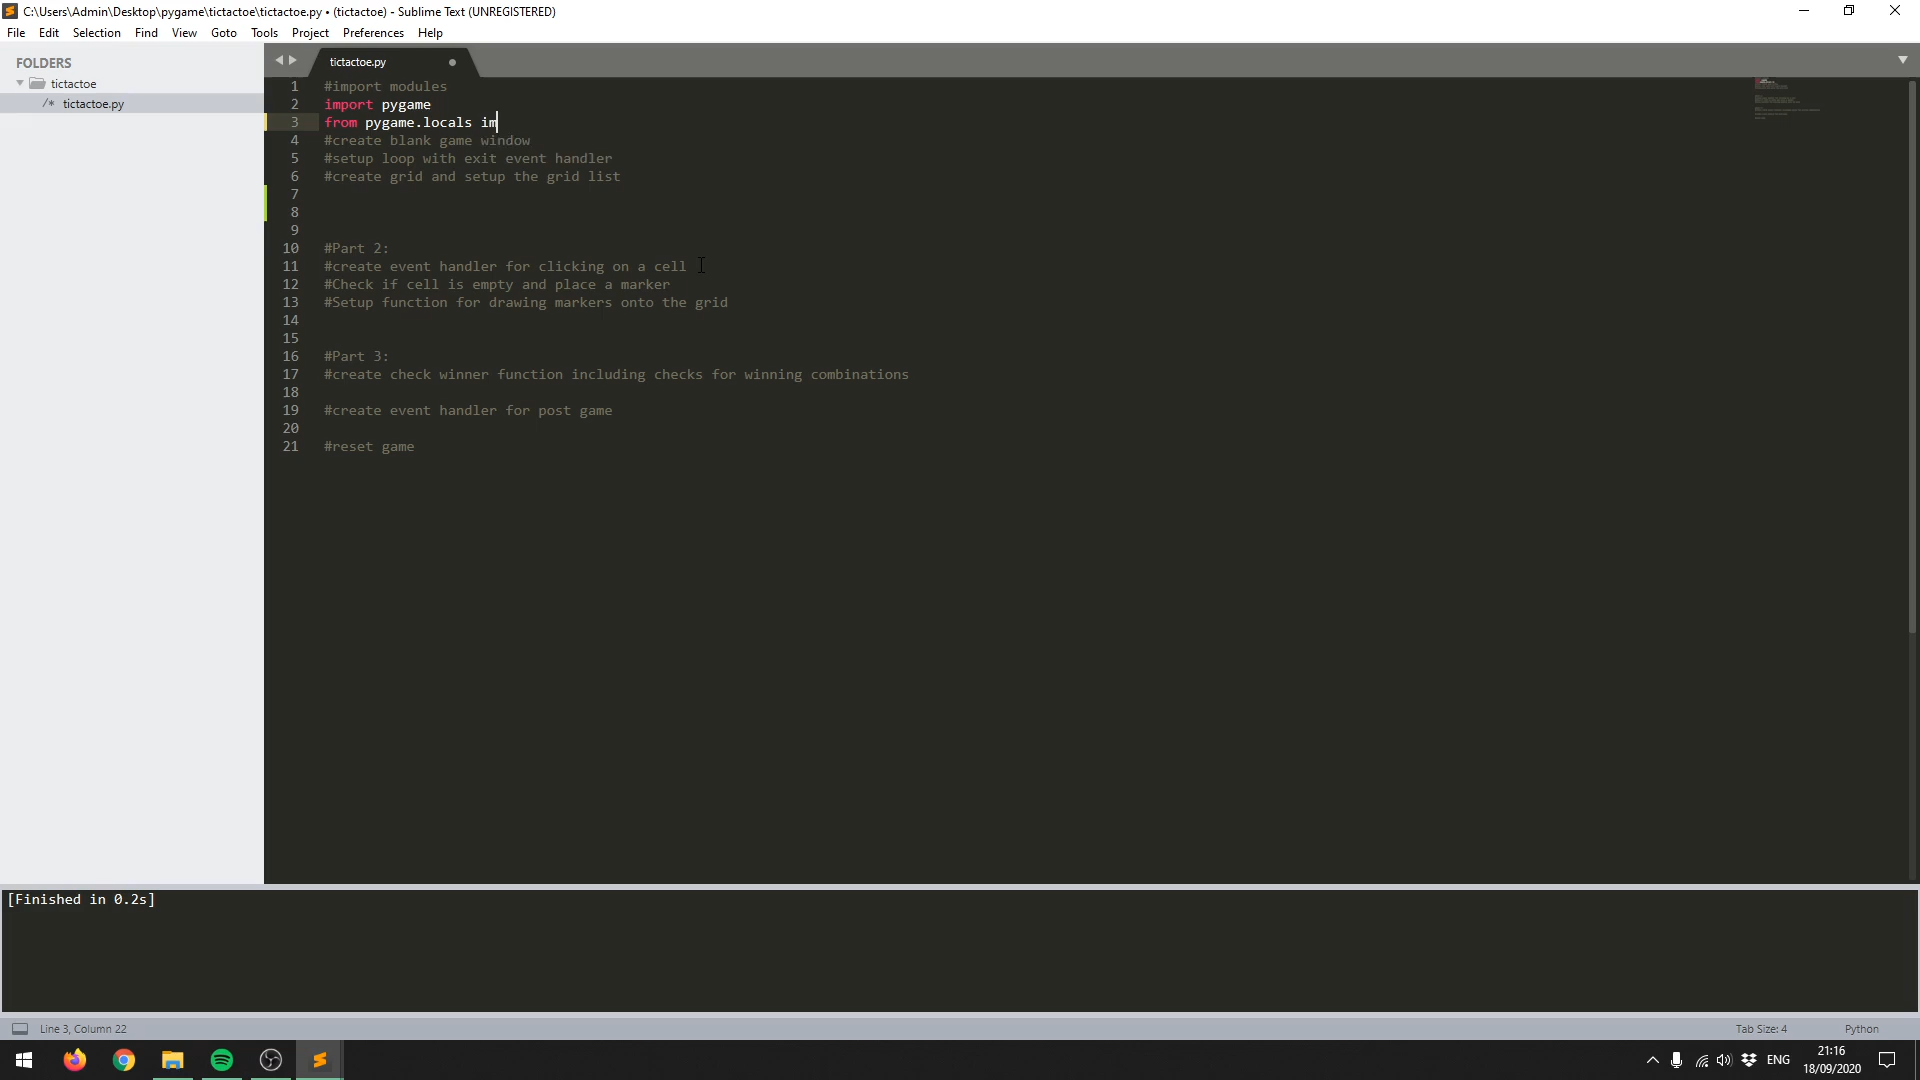 C:\Users\Admin\Desktop\pygame\tictactoe\tictactoe.py • (tictactoe) - Sublime Text (UNREGISTERED)
File Edit Selection Find View Goto Tools Project Preferences Help
FOLDERS
tictactoe
/* tictactoe.py
tictactoe.py
1 #import modules
2 import pygame
3 from pygame.locals im
4 #create blank game window
5 #setup loop with exit event handler
6 #create grid and setup the grid list
7
8
9
10 #Part 2:
11 #create event handler for clicking on a cell
12 #Check if cell is empty and place a marker
13 #Setup function for drawing markers onto the grid
14
15
16 #Part 3:
17 #create check winner function including checks for winning combinations
18
19 #create event handler for post game
20
21 #reset game
[Finished in 0.2s]
Line 3, Column 22
Tab Size: 4
Python
ENG
21:16
18/09/2020